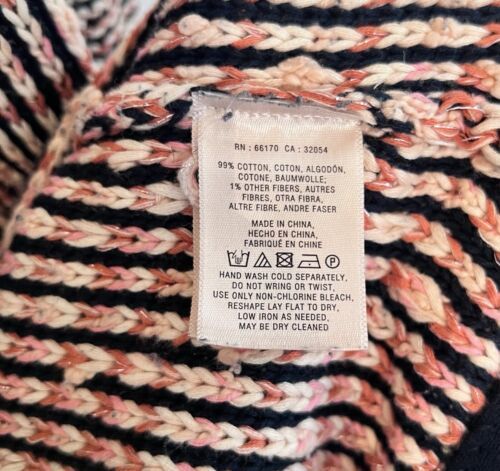 RN : 66170 CA : 32054
99% COTTON, COTON, ALGODÓN,
COTONE, BAUMWOLLE;
1% OTHER FIBERS, AUTRES
FIBRES, OTRA FIBRA,
ALTRE FIBRE, ANDRE FASER
MADE IN CHINA,
HECHO EN CHINA,
FABRIQUÉ EN CHINE
P
HAND WASH COLD SEPARATELY,
DO NOT WRING OR TWIST,
USE ONLY NON-CHLORINE BLEACH,
RESHAPE LAY FLAT TO DRY,
LOW IRON AS NEEDED,
MAY BE DRY CLEANED